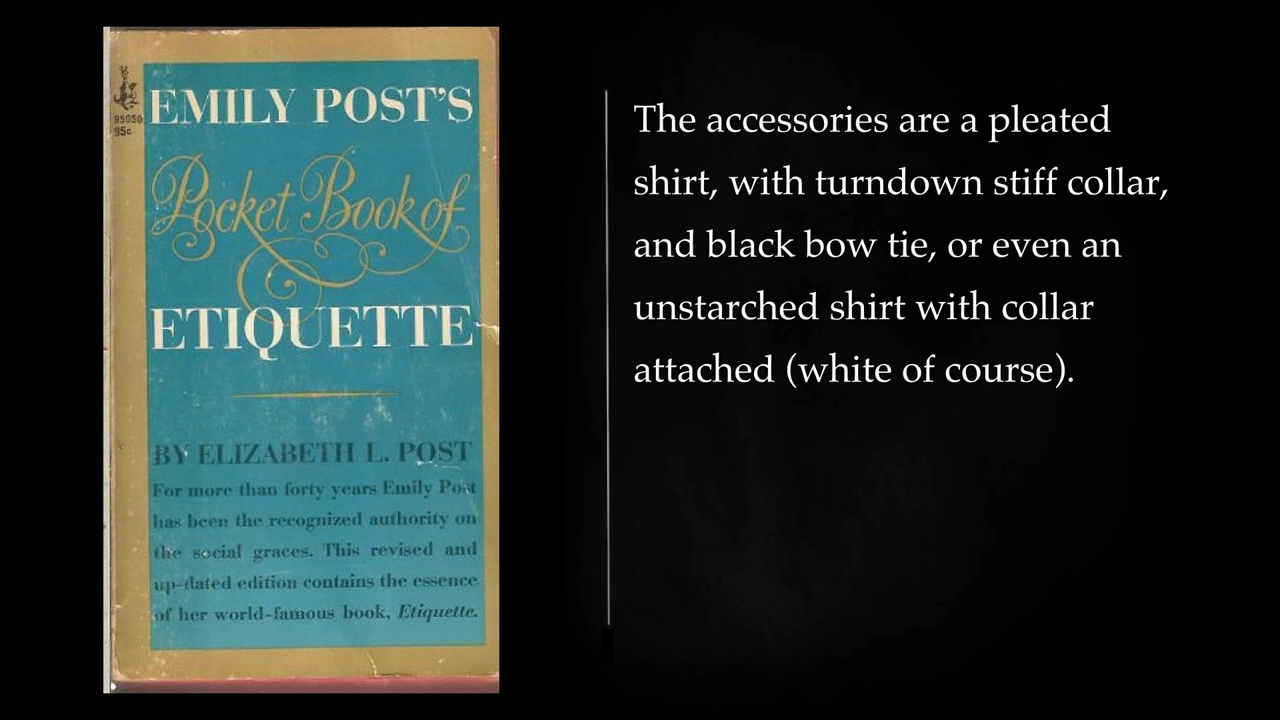 95050
95c
EMILY POST'S
Pocket Book of
ETIQUETTE
BY ELIZABETH L. POST
For more than forty years Emily Post
has been the recognized authority on
the social graces. This revised and
up-dated edition contains the essence
of her world-famous book, Etiquette.
The accessories are a pleated
shirt, with turndown stiff collar,
and black bow tie, or even an
unstarched shirt with collar
attached (white of course).